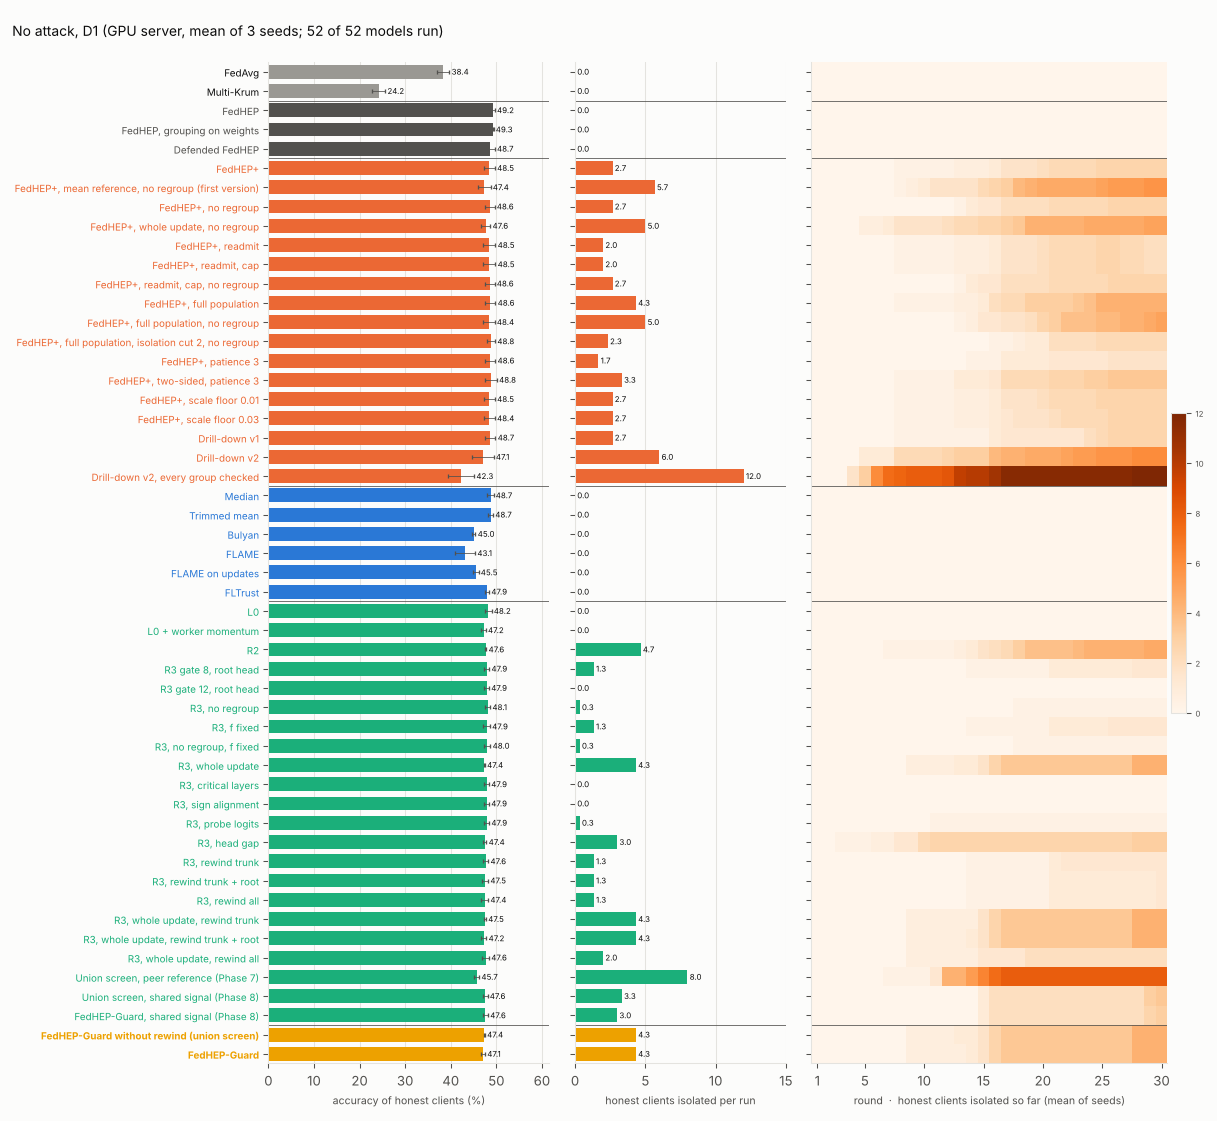 No attack, D1 (GPU server, mean of 3 seeds; 52 of 52 models run)
FedAvg 38.4 0.0
Multi-Krum 24.2 0.0
FedHEP 49.2 0.0
FedHEP, grouping on weights 49.3 0.0
Defended FedHEP 48.7 0.0
FedHEP+ 48.5 2.7
FedHEP+, mean reference, no regroup (first version) 47.4 5.7
FedHEP+, no regroup 48.6 2.7
FedHEP+, whole update, no regroup 47.6 5.0
FedHEP+, readmit 48.5 2.0
FedHEP+, readmit, cap 48.5 2.0
FedHEP+, readmit, cap, no regroup 48.6 2.7
FedHEP+, full population 48.6 4.3
FedHEP+, full population, no regroup 48.4 5.0
FedHEP+, full population, isolation cut 2, no regroup 48.8 2.3
FedHEP+, patience 3 48.6 1.7
FedHEP+, two-sided, patience 3 48.8 3.3
FedHEP+, scale floor 0.01 48.5 2.7
FedHEP+, scale floor 0.03 48.4 2.7
Drill-down v1 48.7 2.7
Drill-down v2 47.1 6.0
Drill-down v2, every group checked 42.3 12.0
Median 48.7 0.0
Trimmed mean 48.7 0.0
Bulyan 45.0 0.0
FLAME 43.1 0.0
FLAME on updates 45.5 0.0
FLTrust 47.9 0.0
L0 48.2 0.0
L0 + worker momentum 47.2 0.0
R2 47.6 4.7
R3 gate 8, root head 47.9 1.3
R3 gate 12, root head 47.9 0.0
R3, no regroup 48.1 0.3
R3, f fixed 47.9 1.3
R3, no regroup, f fixed 48.0 0.3
R3, whole update 47.4 4.3
R3, critical layers 47.9 0.0
R3, sign alignment 47.9 0.0
R3, probe logits 47.9 0.3
R3, head gap 47.4 3.0
R3, rewind trunk 47.6 1.3
R3, rewind trunk + root 47.5 1.3
R3, rewind all 47.4 1.3
R3, whole update, rewind trunk 47.5 4.3
R3, whole update, rewind trunk + root 47.2 4.3
R3, whole update, rewind all 47.6 2.0
Union screen, peer reference (Phase 7) 45.7 8.0
Union screen, shared signal (Phase 8) 47.6 3.3
FedHEP-Guard, shared signal (Phase 8) 47.6 3.0
FedHEP-Guard without rewind (union screen) 47.4 4.3
FedHEP-Guard 47.1 4.3
0 10 20 30 40 50 60
accuracy of honest clients (%)
0 5 10 15
honest clients isolated per run
1 5 10 15 20 25 30
round · honest clients isolated so far (mean of seeds)
12
10
8
6
4
2
0